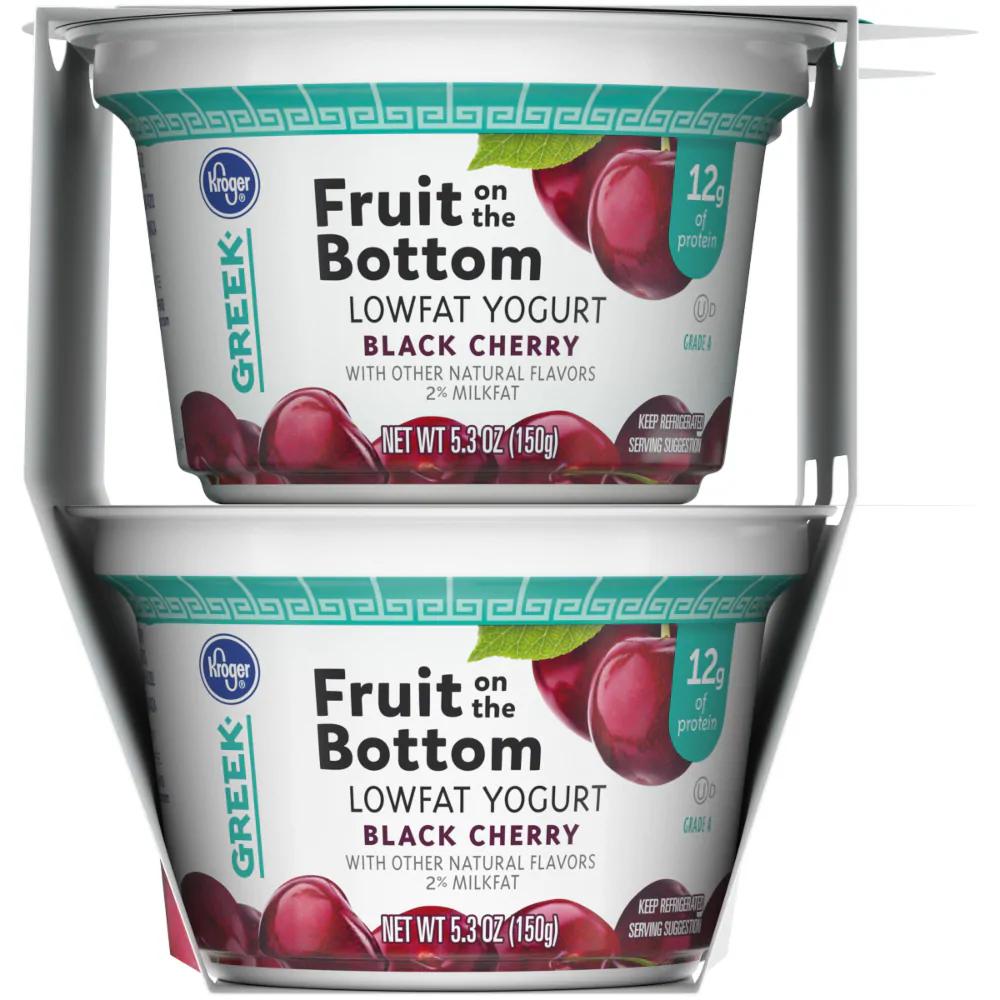 Kroger®
GREEK
Fruit on the
Bottom
LOWFAT YOGURT
BLACK CHERRY
WITH OTHER NATURAL FLAVORS
2% MILKFAT
NET WT 5.3 OZ (150g)
12g
of
protein
U D
GRADE A
KEEP REFRIGERATED
SERVING SUGGESTION
Kroger®
GREEK
Fruit on the
Bottom
LOWFAT YOGURT
BLACK CHERRY
WITH OTHER NATURAL FLAVORS
2% MILKFAT
NET WT 5.3 OZ (150g)
12g
of
protein
U D
GRADE A
KEEP REFRIGERATED
SERVING SUGGESTION